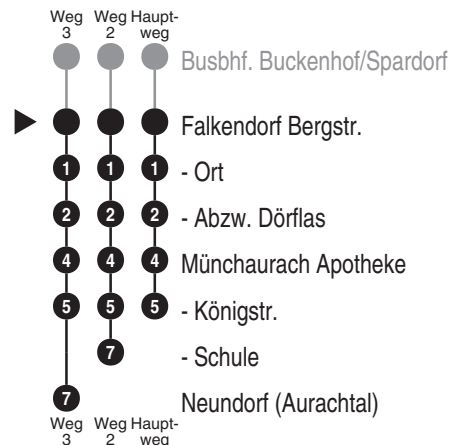 Weg Weg Haupt-
3 2 weg
Busbhf. Buckenhof/Spardorf
Falkendorf Bergstr.
1 1 1 - Ort
2 2 2 - Abzw. Dörflas
4 4 4 Münchaurach Apotheke
5 5 5 - Königstr.
7 - Schule
7 Neundorf (Aurachtal)
Weg Weg Haupt-
3 2 weg